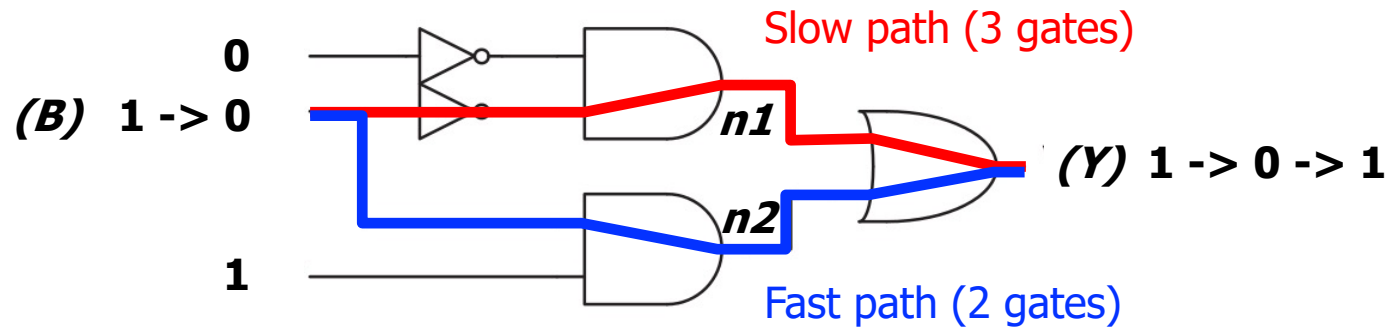 Slow path (3 gates)
0
(B) 1 -> 0
n1
(Y) 1 -> 0 -> 1
n2
1
Fast path (2 gates)